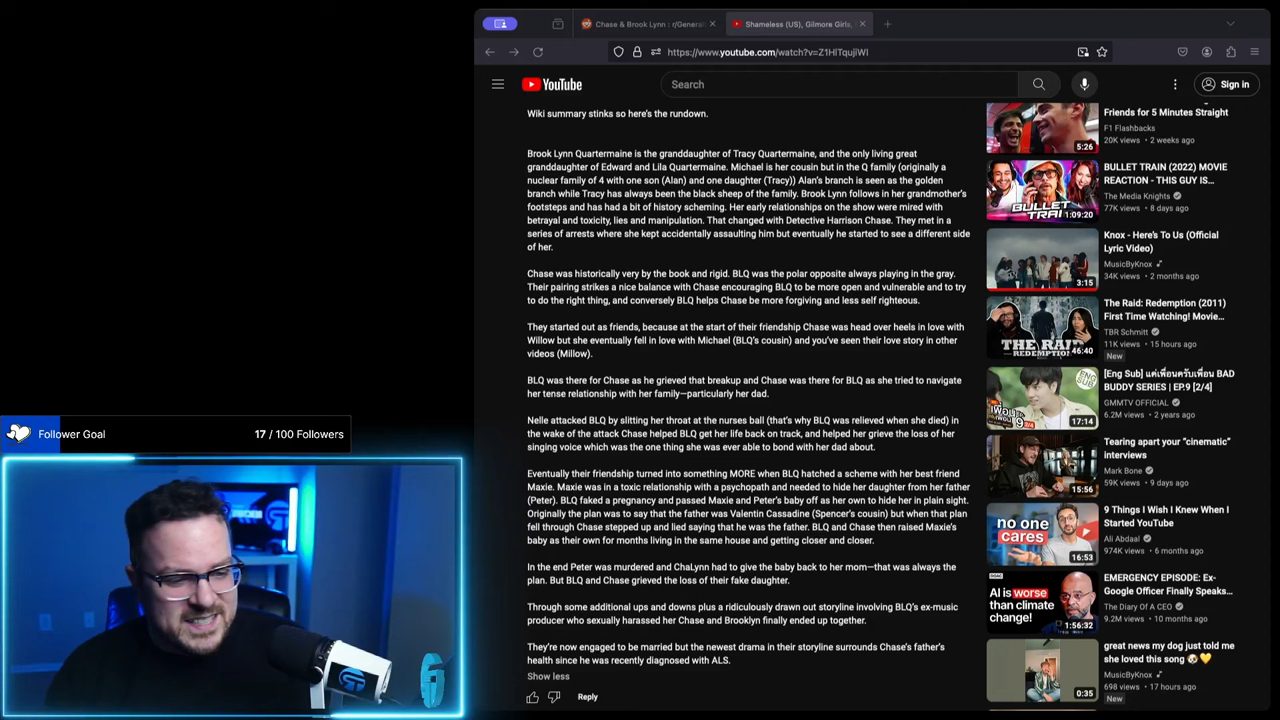 Chase & Brook Lynn : r/General
Shameless (US), Gilmore Girls,
https://www.youtube.com/watch?v=Z1HlTqujiWI
YouTube
Search
Sign in
Wiki summary stinks so here's the rundown.
Brook Lynn Quartermaine is the granddaughter of Tracy Quartermaine, and the only living great
granddaughter of Edward and Lila Quartermaine. Michael is her cousin but in the Q family (originally a
nuclear family of 4 with one son (Alan) and one daughter (Tracy)) Alan's branch is seen as the golden
branch while Tracy has always been the black sheep of the family. Brook Lynn follows in her grandmother's
footsteps and has had a bit of history scheming. Her early relationships on the show were mired with
betrayal and toxicity, lies and manipulation. That changed with Detective Harrison Chase. They met in a
series of arrests where she kept accidentally assaulting him but eventually he started to see a different side
of her.
Chase was historically very by the book and rigid. BLQ was the polar opposite always playing in the gray.
Their pairing strikes a nice balance with Chase encouraging BLQ to be more open and vulnerable and to try
to do the right thing, and conversely BLQ helps Chase be more forgiving and less self righteous.
They started out as friends, because at the start of their friendship Chase was head over heels in love with
Willow but she eventually fell in love with Michael (BLQ's cousin) and you've seen their love story in other
videos (Millow).
BLQ was there for Chase as he grieved that breakup and Chase was there for BLQ as she tried to navigate
her tense relationship with her family—particularly her dad.
Nelle attacked BLQ by slitting her throat at the nurses ball (that's why BLQ was relieved when she died) in
the wake of the attack Chase helped BLQ get her life back on track, and helped her grieve the loss of her
singing voice which was the one thing she was ever able to bond with her dad about.
Eventually their friendship turned into something MORE when BLQ hatched a scheme with her best friend
Maxie. Maxie was in a toxic relationship with a psychopath and needed to hide her daughter from her father
(Peter). BLQ faked a pregnancy and passed Maxie and Peter's baby off as her own to hide her in plain sight.
Originally the plan was to say that the father was Valentin Cassadine (Spencer's cousin) but when that plan
fell through Chase stepped up and lied saying that he was the father. BLQ and Chase then raised Maxie's
baby as their own for months living in the same house and getting closer and closer.
In the end Peter was murdered and ChaLynn had to give the baby back to her mom—that was always the
plan. But BLQ and Chase grieved the loss of their fake daughter.
Through some additional ups and downs plus a ridiculously drawn out storyline involving BLQ's ex-music
producer who sexually harassed her Chase and Brooklyn finally ended up together.
They're now engaged to be married but the newest drama in their storyline surrounds Chase's father's
health since he was recently diagnosed with ALS.
Show less
Reply
Friends for 5 Minutes Straight
F1 Flashbacks
20K views • 2 weeks ago
5:26
BULLET TRAIN (2022) MOVIE
REACTION - THIS GUY IS...
The Media Knights
77K views • 8 days ago
BULLET TRAIN
1:09:20
Knox - Here's To Us (Official
Lyric Video)
MusicByKnox
34K views • 2 months ago
3:15
The Raid: Redemption (2011)
First Time Watching! Movie...
TBR Schmitt
11K views • 15 hours ago
New
THE RAID
REDEMPTION
46:40
[Eng Sub] แค่เพื่อนครับเพื่อน BAD
BUDDY SERIES | EP.9 [2/4]
GMMTV OFFICIAL
6.2M views • 2 years ago
17:14
Tearing apart your "cinematic"
interviews
Mark Bone
59K views • 9 days ago
15:56
9 Things I Wish I Knew When I
Started YouTube
Ali Abdaal
974K views • 6 months ago
no one
cares
16:53
EMERGENCY EPISODE: Ex-
Google Officer Finally Speaks...
The Diary Of A CEO
9.2M views • 10 months ago
AI is worse
than climate
change!
1:56:32
great news my dog just told me
she loved this song 🐶💛
MusicByKnox
698 views • 17 hours ago
New
0:35
Follower Goal
17 / 100 Followers